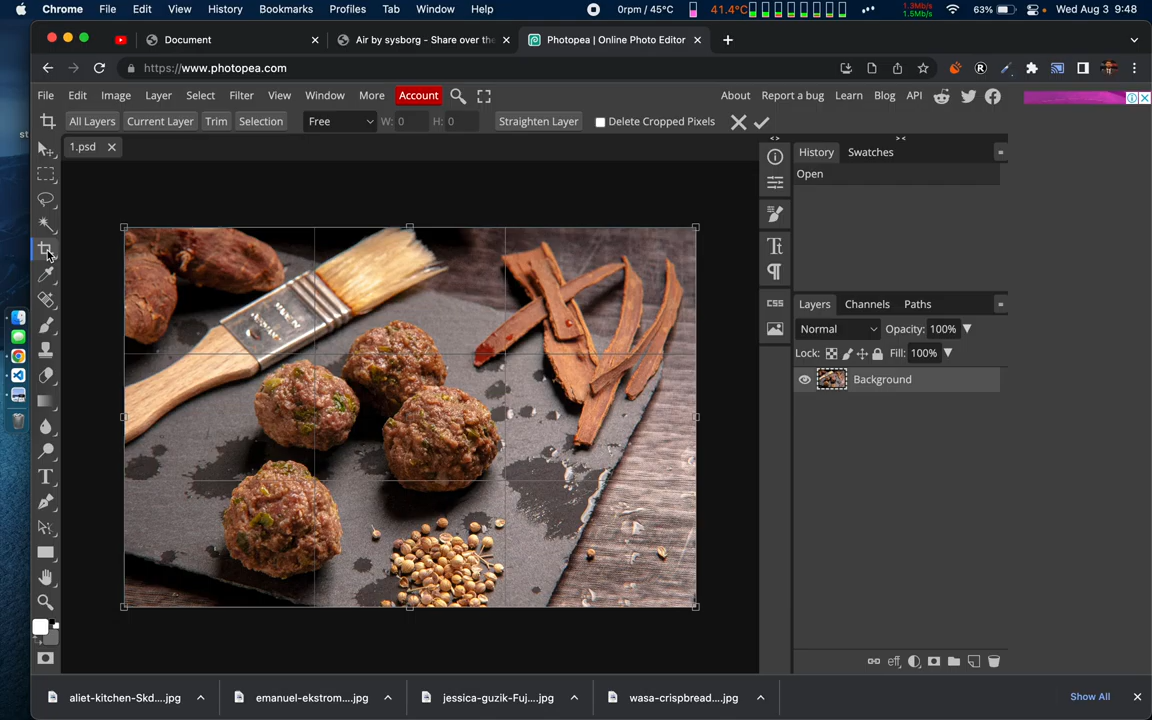 Chrome File Edit View History Bookmarks Profiles Tab Window Help 0rpm / 45°C 41.4°C 1.3Mb/s 1.5Mb/s 63% Wed Aug 3 9:48
Document Air by sysborg - Share over the Photopea | Online Photo Editor
https://www.photopea.com
File Edit Image Layer Select Filter View Window More Account About Report a bug Learn Blog API
All Layers Current Layer Trim Selection Free W: 0 H: 0 Straighten Layer Delete Cropped Pixels
1.psd
History Swatches
Open
Layers Channels Paths
Normal Opacity: 100%
Lock: Fill: 100%
Background
CSS
eff
aliet-kitchen-Skd....jpg emanuel-ekstrom....jpg jessica-guzik-Fuj....jpg wasa-crispbread....jpg Show All